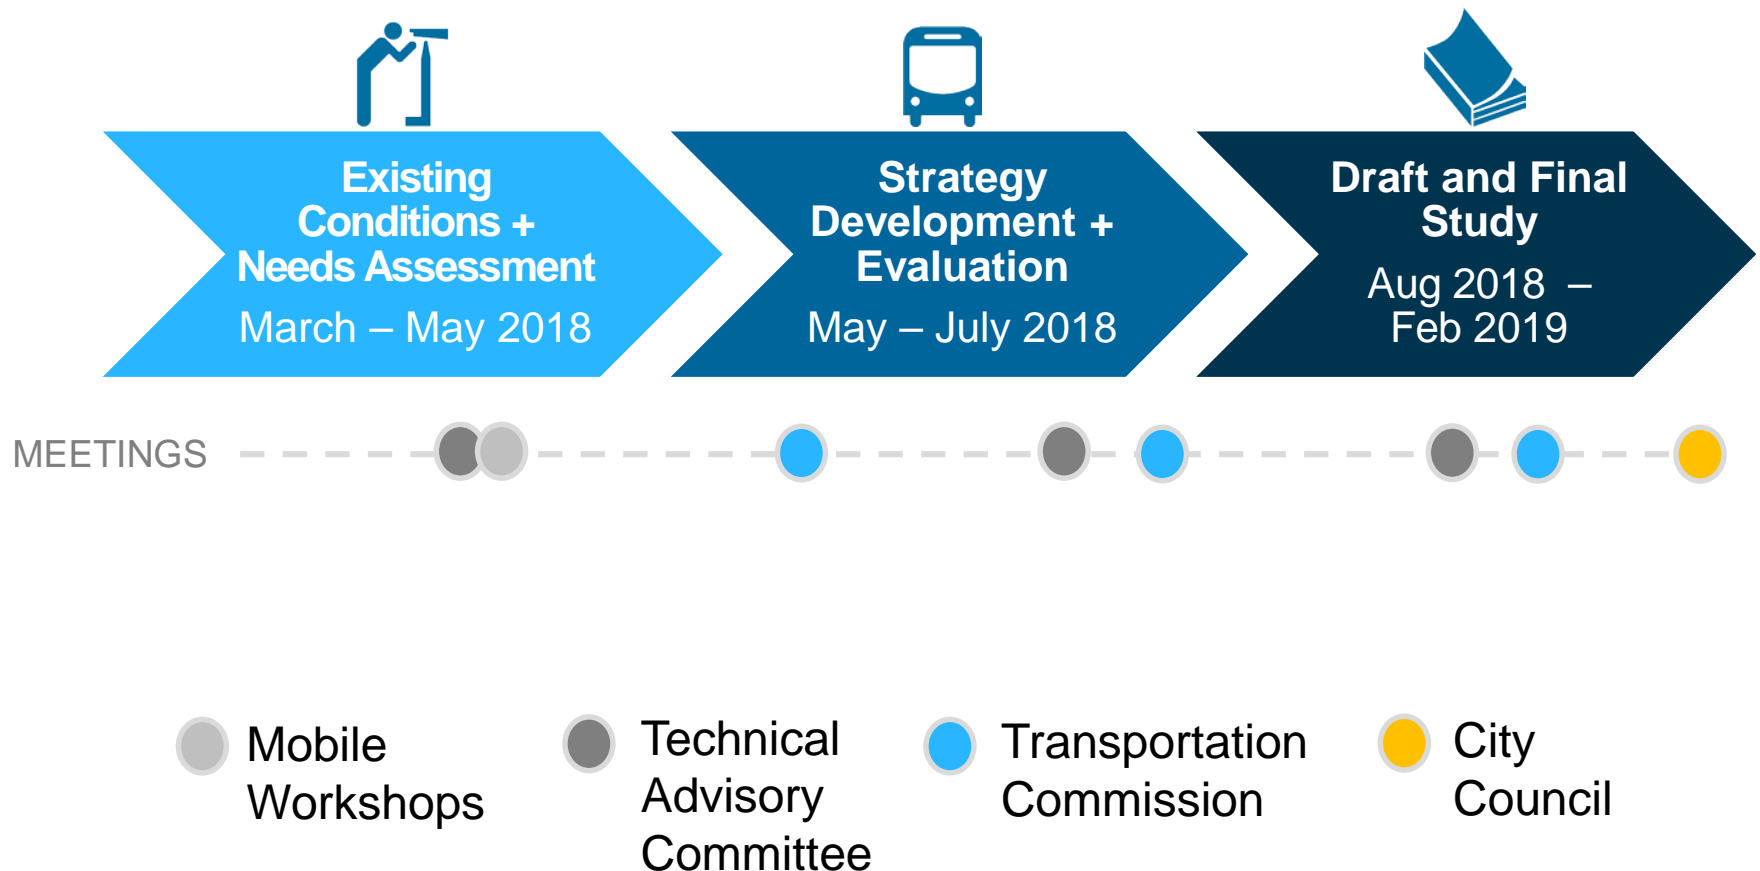 Existing
Conditions +
Needs Assessment
March – May 2018
Strategy
Development +
Evaluation
May – July 2018
Draft and Final
Study
Aug 2018 –
Feb 2019
MEETINGS
Mobile
Workshops
Technical
Advisory
Committee
Transportation
Commission
City
Council